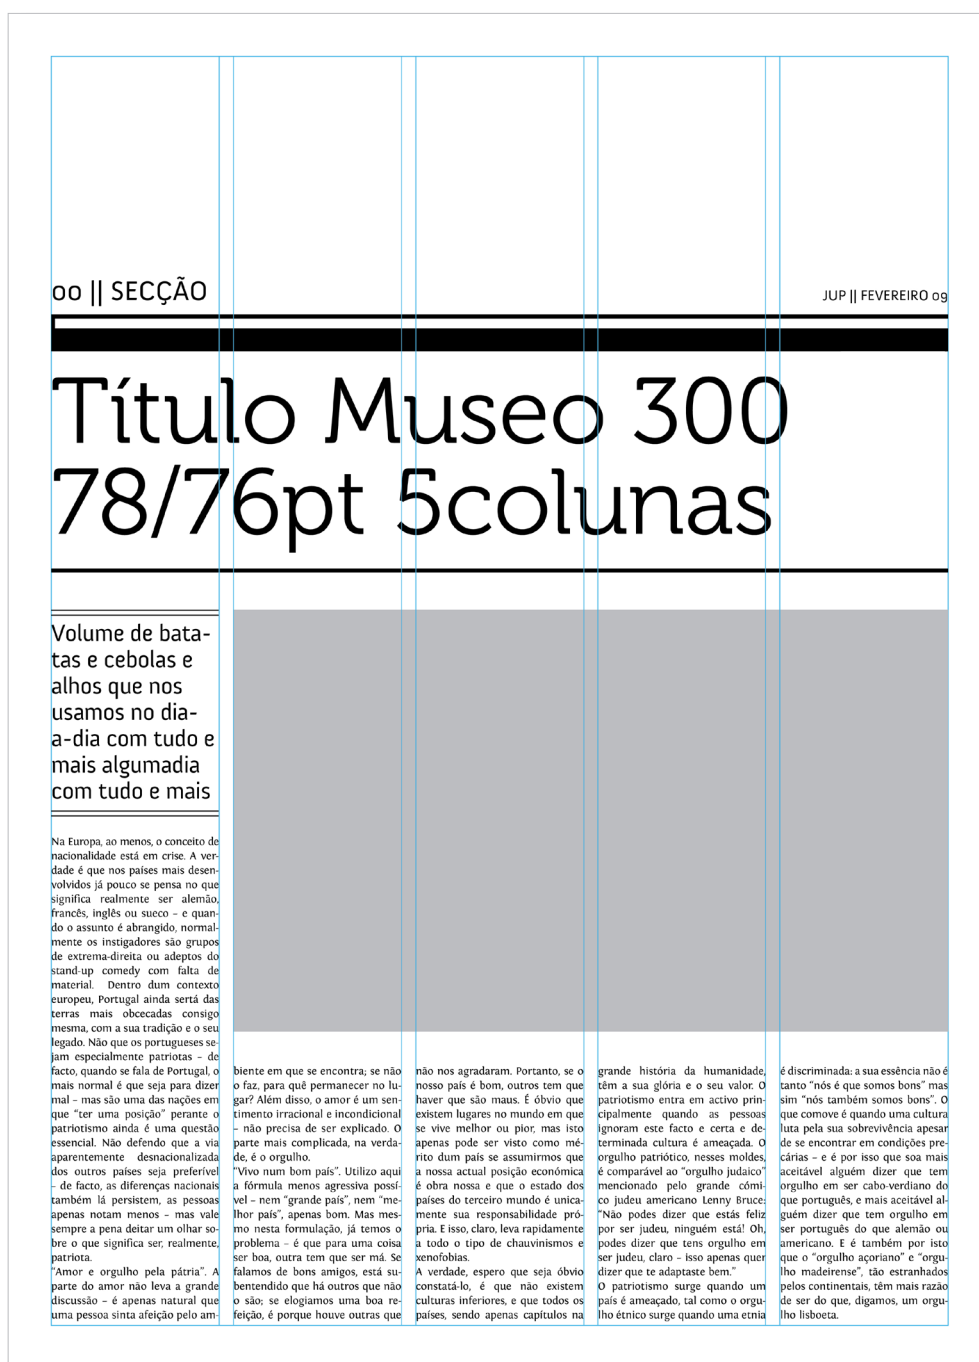 00 || SECÇÃO
JUP || FEVEREIRO 09
Título Museo 300
78/76pt 5colunas
Volume de bata-
tas e cebolas e
alhos que nos
usamos no dia-
a-dia com tudo e
mais algumadia
com tudo e mais
Na Europa, ao menos, o conceito de
nacionalidade está em crise. A ver-
dade é que nos países mais desen-
volvidos já pouco se pensa no que
significa realmente ser alemão,
francês, inglês ou sueco – e quan-
do o assunto é abrangido, normal-
mente os instigadores são grupos
de extrema-direita ou adeptos do
stand-up comedy com falta de
material. Dentro dum contexto
europeu, Portugal ainda sertá das
terras mais obcecadas consigo
mesma, com a sua tradição e o seu
legado. Não que os portugueses se-
jam especialmente patriotas – de
facto, quando se fala de Portugal, o
mais normal é que seja para dizer
mal – mas são uma das nações em
que “ter uma posição” perante o
patriotismo ainda é uma questão
essencial. Não defendo que a via
aparentemente desnacionalizada
dos outros países seja preferível
– de facto, as diferenças nacionais
também lá persistem, as pessoas
apenas notam menos – mas vale
sempre a pena deitar um olhar so-
bre o que significa ser, realmente,
patriota.
“Amor e orgulho pela pátria”. A
parte do amor não leva a grande
discussão – é apenas natural que
uma pessoa sinta afeição pelo am-
biente em que se encontra; se não
o faz, para quê permanecer no lu-
gar? Além disso, o amor é um sen-
timento irracional e incondicional
– não precisa de ser explicado. O
parte mais complicada, na verda-
de, é o orgulho.
“Vivo num bom país”. Utilizo aqui
a fórmula menos agressiva possí-
vel – nem “grande país”, nem “me-
lhor país”, apenas bom. Mas mes-
mo nesta formulação, já temos o
problema – é que para uma coisa
ser boa, outra tem que ser má. Se
falamos de bons amigos, está su-
bentendido que há outros que não
o são; se elogiamos uma boa re-
feição, é porque houve outras que
não nos agradaram. Portanto, se o
nosso país é bom, outros tem que
haver que são maus. É óbvio que
existem lugares no mundo em que
se vive melhor ou pior, mas isto
apenas pode ser visto como mé-
rito dum país se assumirmos que
a nossa actual posição económica
é obra nossa e que o estado dos
países do terceiro mundo é unica-
mente sua responsabilidade pró-
pria. E isso, claro, leva rapidamente
a todo o tipo de chauvinismos e
xenofobias.
A verdade, espero que seja óbvio
constatá-lo, é que não existem
culturas inferiores, e que todos os
países, sendo apenas capítulos na
grande história da humanidade,
têm a sua glória e o seu valor. O
patriotismo entra em activo prin-
cipalmente quando as pessoas
ignoram este facto e certa e de-
terminada cultura é ameaçada. O
orgulho patriótico, nesses moldes,
é comparável ao “orgulho judaico”
mencionado pelo grande cómi-
co judeu americano Lenny Bruce:
“Não podes dizer que estás feliz
por ser judeu, ninguém está! Oh,
podes dizer que tens orgulho em
ser judeu, claro – isso apenas quer
dizer que te adaptaste bem.”
O patriotismo surge quando um
país é ameaçado, tal como o orgu-
lho étnico surge quando uma etnia
é discriminada: a sua essência não é
tanto “nós é que somos bons” mas
sim “nós também somos bons”. O
que comove é quando uma cultura
luta pela sua sobrevivência apesar
de se encontrar em condições pre-
cárias – e é por isso que soa mais
aceitável alguém dizer que tem
orgulho em ser cabo-verdiano do
que português, e mais aceitável al-
guém dizer que tem orgulho em
ser português do que alemão ou
americano. E é também por isto
que o “orgulho açoriano” e “orgu-
lho madeirense”, tão estranhados
pelos continentais, têm mais razão
de ser do que, digamos, um orgu-
lho lisboeta.